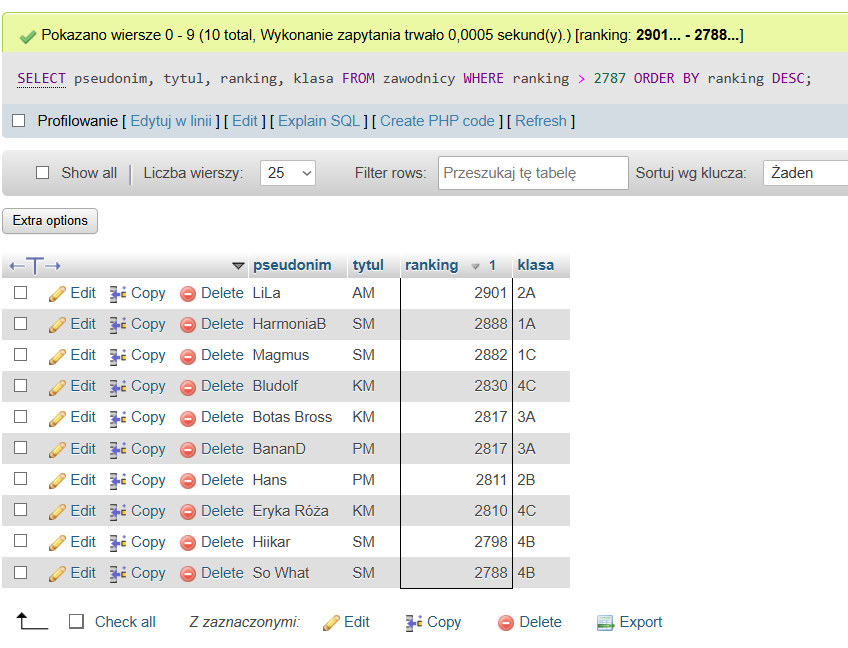 Pokazano wiersze 0 - 9 (10 total, Wykonanie zapytania trwało 0,0005 sekund(y).) [ranking: 2901... - 2788...]
SELECT pseudonim, tytul, ranking, klasa FROM zawodnicy WHERE ranking > 2787 ORDER BY ranking DESC;
Profilowanie [ Edytuj w linii ] [ Edit ] [ Explain SQL ] [ Create PHP code ] [ Refresh ]
Show all Liczba wierszy: 25 Filter rows: Przeszukaj tę tabelę Sortuj wg klucza: Żaden
Extra options
←T→ pseudonim tytul ranking 1 klasa
Edit Copy Delete LiLa AM 2901 2A
Edit Copy Delete HarmoniaB SM 2888 1A
Edit Copy Delete Magmus SM 2882 1C
Edit Copy Delete Bludolf KM 2830 4C
Edit Copy Delete Botas Bross KM 2817 3A
Edit Copy Delete BananD PM 2817 3A
Edit Copy Delete Hans PM 2811 2B
Edit Copy Delete Eryka Róża KM 2810 4C
Edit Copy Delete Hiikar SM 2798 4B
Edit Copy Delete So What SM 2788 4B
Check all Z zaznaczonymi: Edit Copy Delete Export